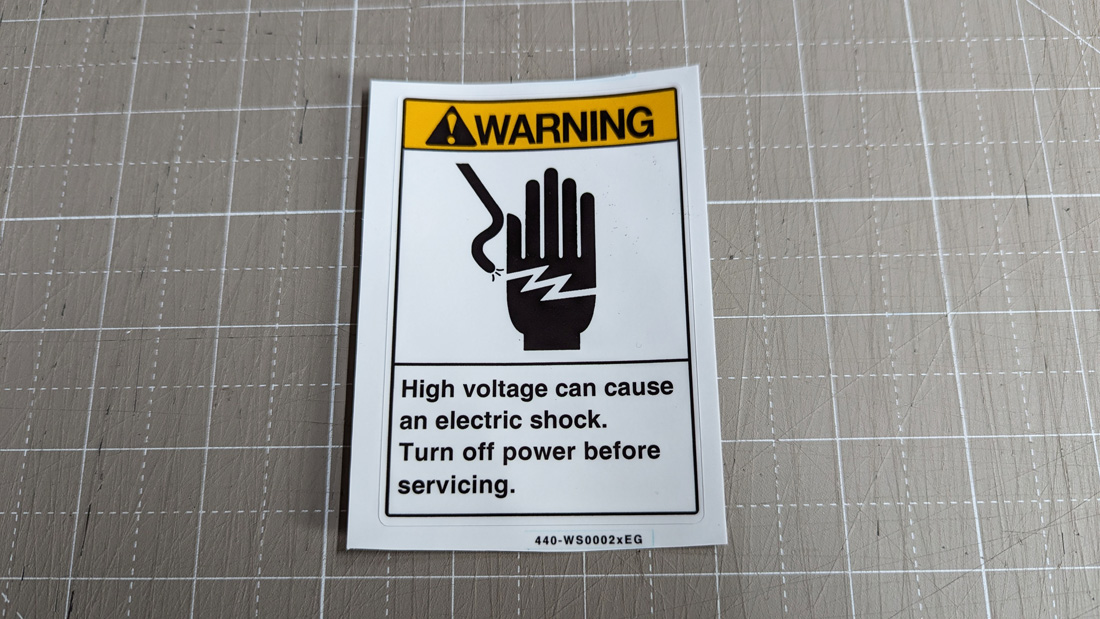 WARNING
High voltage can cause
an electric shock.
Turn off power before
servicing.
440-WS0002xEG